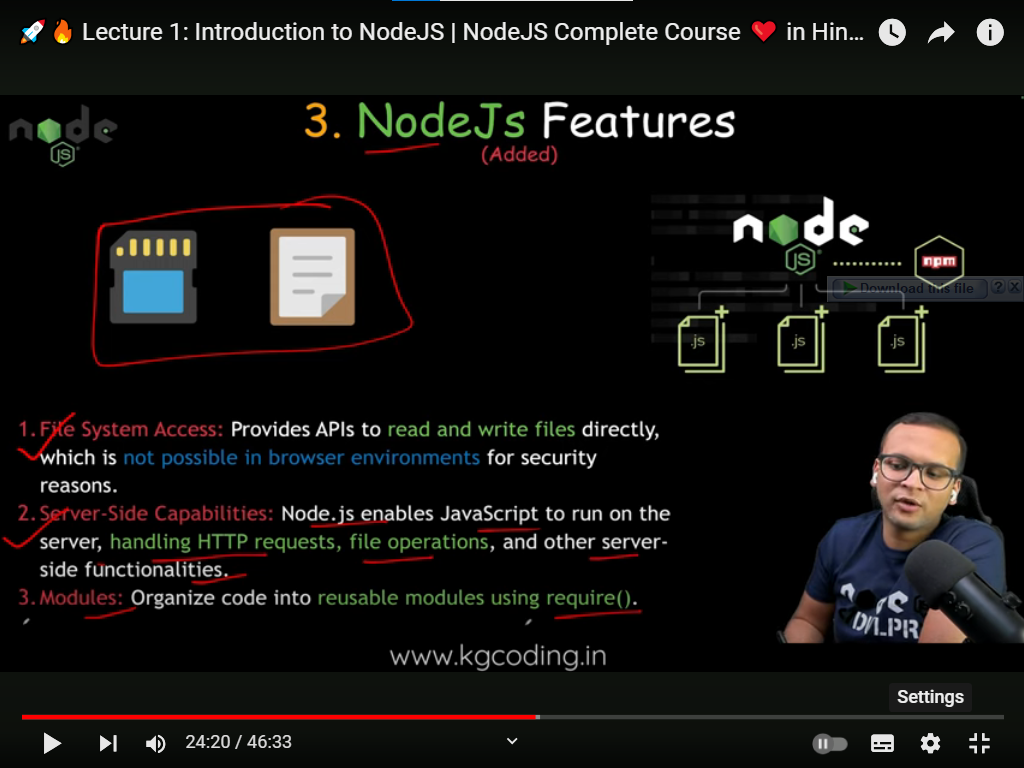 🚀🔥 Lecture 1: Introduction to NodeJS | NodeJS Complete Course ❤️ in Hin...
node
JS
3. NodeJs Features
(Added)
node
JS
npm
Download this file ? X
.js .js .js
1. File System Access: Provides APIs to read and write files directly,
which is not possible in browser environments for security
reasons.
2. Server-Side Capabilities: Node.js enables JavaScript to run on the
server, handling HTTP requests, file operations, and other server-
side functionalities.
3. Modules: Organize code into reusable modules using require().
DVLPR
www.kgcoding.in
Settings
24:20 / 46:33